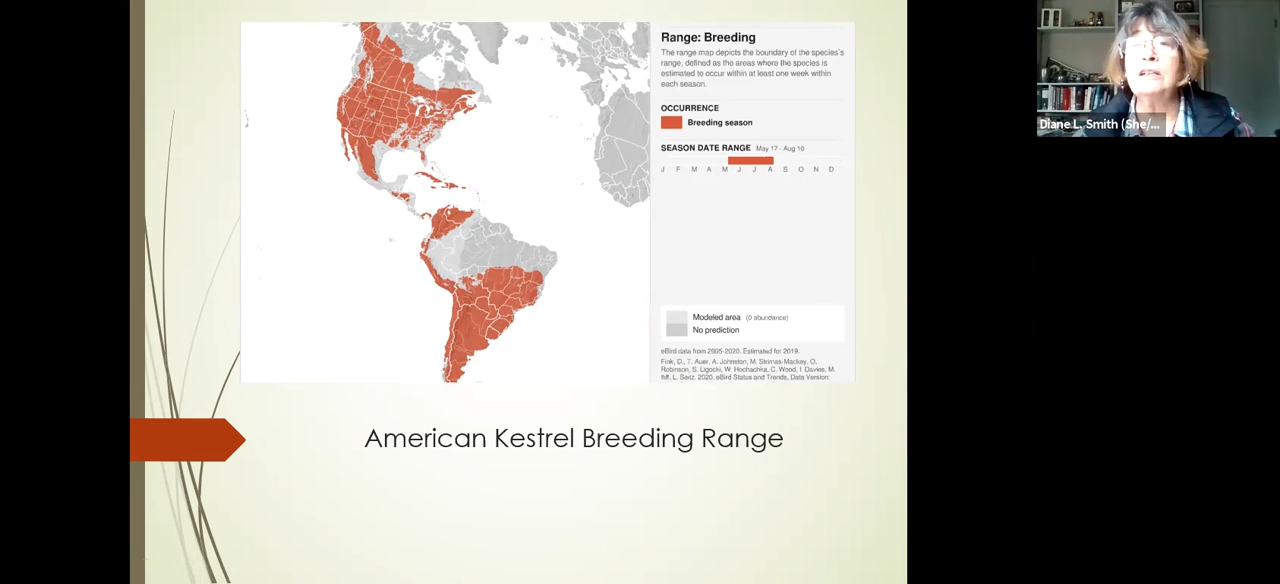 Range: Breeding
The range map depicts the boundary of the species's
range, defined as the areas where the species is
estimated to occur within at least one week within
each season.
OCCURRENCE
Breeding season
SEASON DATE RANGE May 17 - Aug 10
J F M A M J J A S O N D
Modeled area (0 abundance)
No prediction
eBird data from 2005-2020. Estimated for 2019.
Fink, D., T. Auer, A. Johnston, M. Strimas-Mackey, O.
Robinson, S. Ligocki, W. Hochachka, C. Wood, I. Davies, M.
Iliff, L. Seitz. 2020. eBird Status and Trends, Data Version:
American Kestrel Breeding Range
Diane L. Smith (She/...